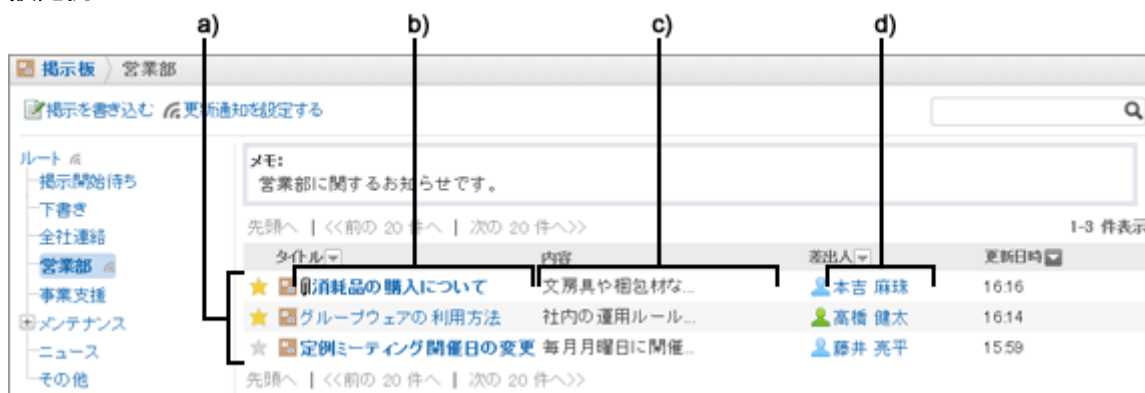 a) b) c) d)
掲示板 営業部
掲示を書き込む 更新通知を設定する
ルート
掲示開始待ち
下書き
全社連絡
営業部
事業支援
メンテナンス
ニュース
その他
メモ:
営業部に関するお知らせです。
先頭へ | <<前の 20 件へ | 次の 20 件へ>>
1-3 件表示
タイトル 内容 差出人 更新日時
消耗品の購入について 文房具や梱包材な... 本吉 麻珠 16:16
グループウェアの利用方法 社内の運用ルール... 高橋 健太 16:14
定例ミーティング開催日の変更 毎月月曜日に開催... 藤井 亮平 15:59
先頭へ | <<前の 20 件へ | 次の 20 件へ>>